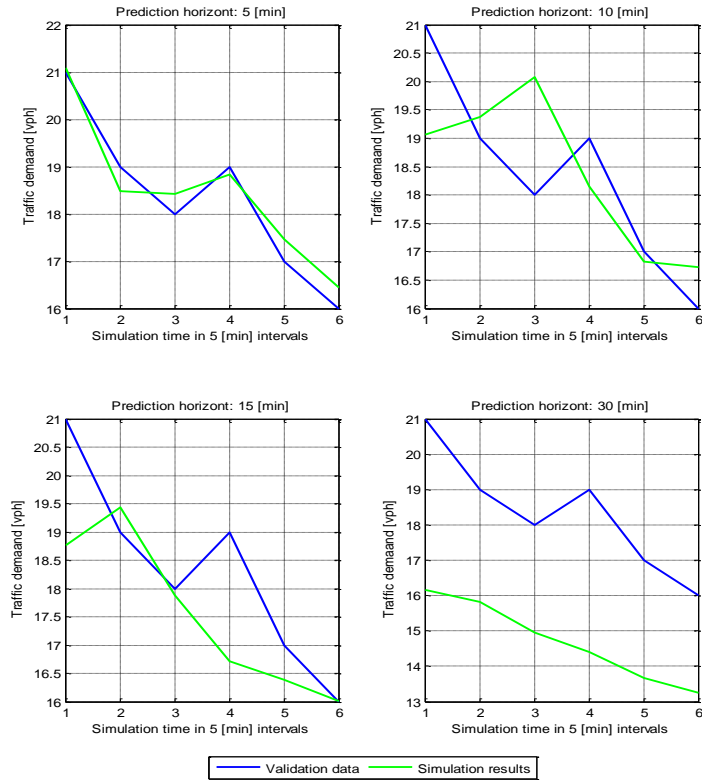 Prediction horizont: 5 [min]
22
21
20
19
18
17
16
Traffic demaand [vph]
1 2 3 4 5 6
Simulation time in 5 [min] intervals
Prediction horizont: 10 [min]
21
20.5
20
19.5
19
18.5
18
17.5
17
16.5
16
Traffic demaand [vph]
1 2 3 4 5 6
Simulation time in 5 [min] intervals
Prediction horizont: 15 [min]
21
20.5
20
19.5
19
18.5
18
17.5
17
16.5
16
Traffic demaand [vph]
1 2 3 4 5 6
Simulation time in 5 [min] intervals
Prediction horizont: 30 [min]
21
20
19
18
17
16
15
14
13
Traffic demaand [vph]
1 2 3 4 5 6
Simulation time in 5 [min] intervals
Validation data Simulation results